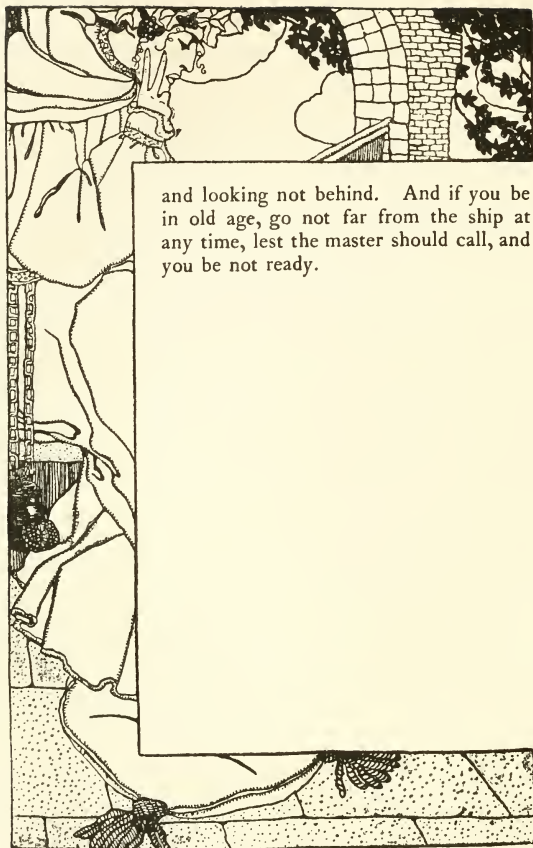 and looking not behind. And if you be
in old age, go not far from the ship at
any time, lest the master should call, and
you be not ready.